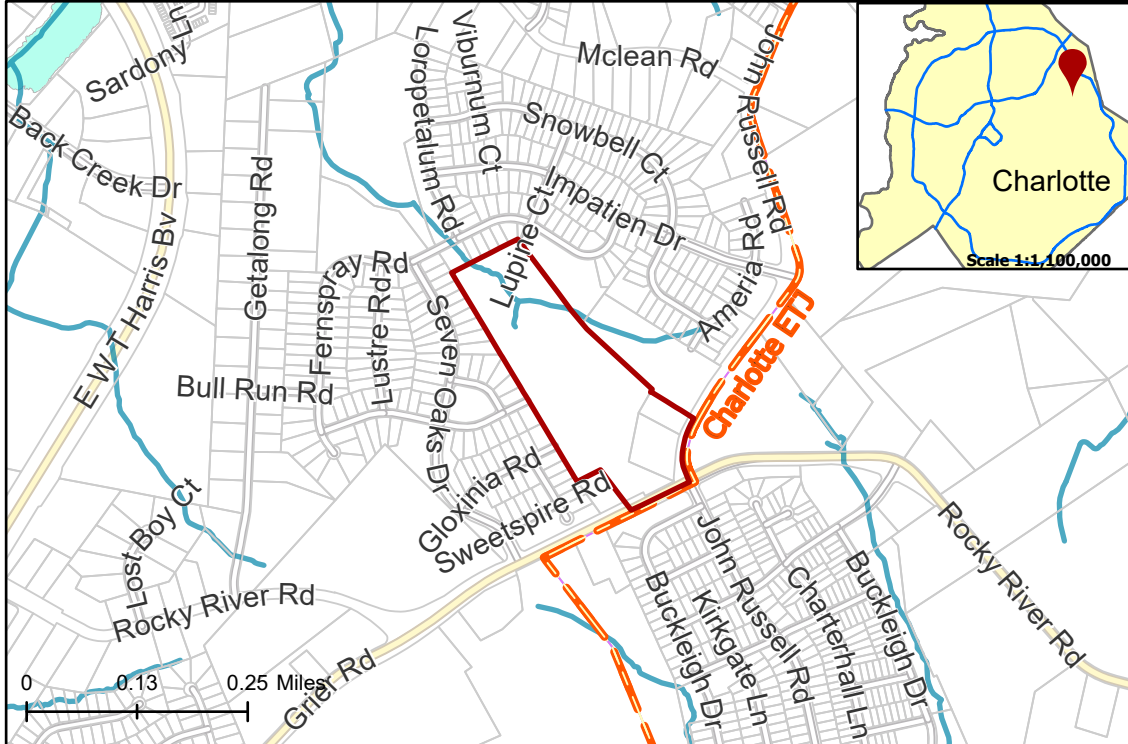 Sardony
Ln
Back Creek Dr
E W T Harris Bv
Getalong Rd
Loropetalum Rd
Viburnum Ct
Mclean Rd
Snowbell Ct
Impatien Dr
John Russell Rd
Lupine Ct
Ameria Rd
Fernspray Rd
Lustre Rd
Seven Oaks Dr
Bull Run Rd
Charlotte ETJ
Gloxinia Rd
Sweetspire Rd
Lost Boy Ct
Rocky River Rd
Grier Rd
John Russell Rd
Buckleigh Dr
Kirkgate Ln
Charterhall Ln
Buckleigh Dr
Rocky River Rd
0 0.13 0.25 Miles
Charlotte
Scale 1:1,100,000